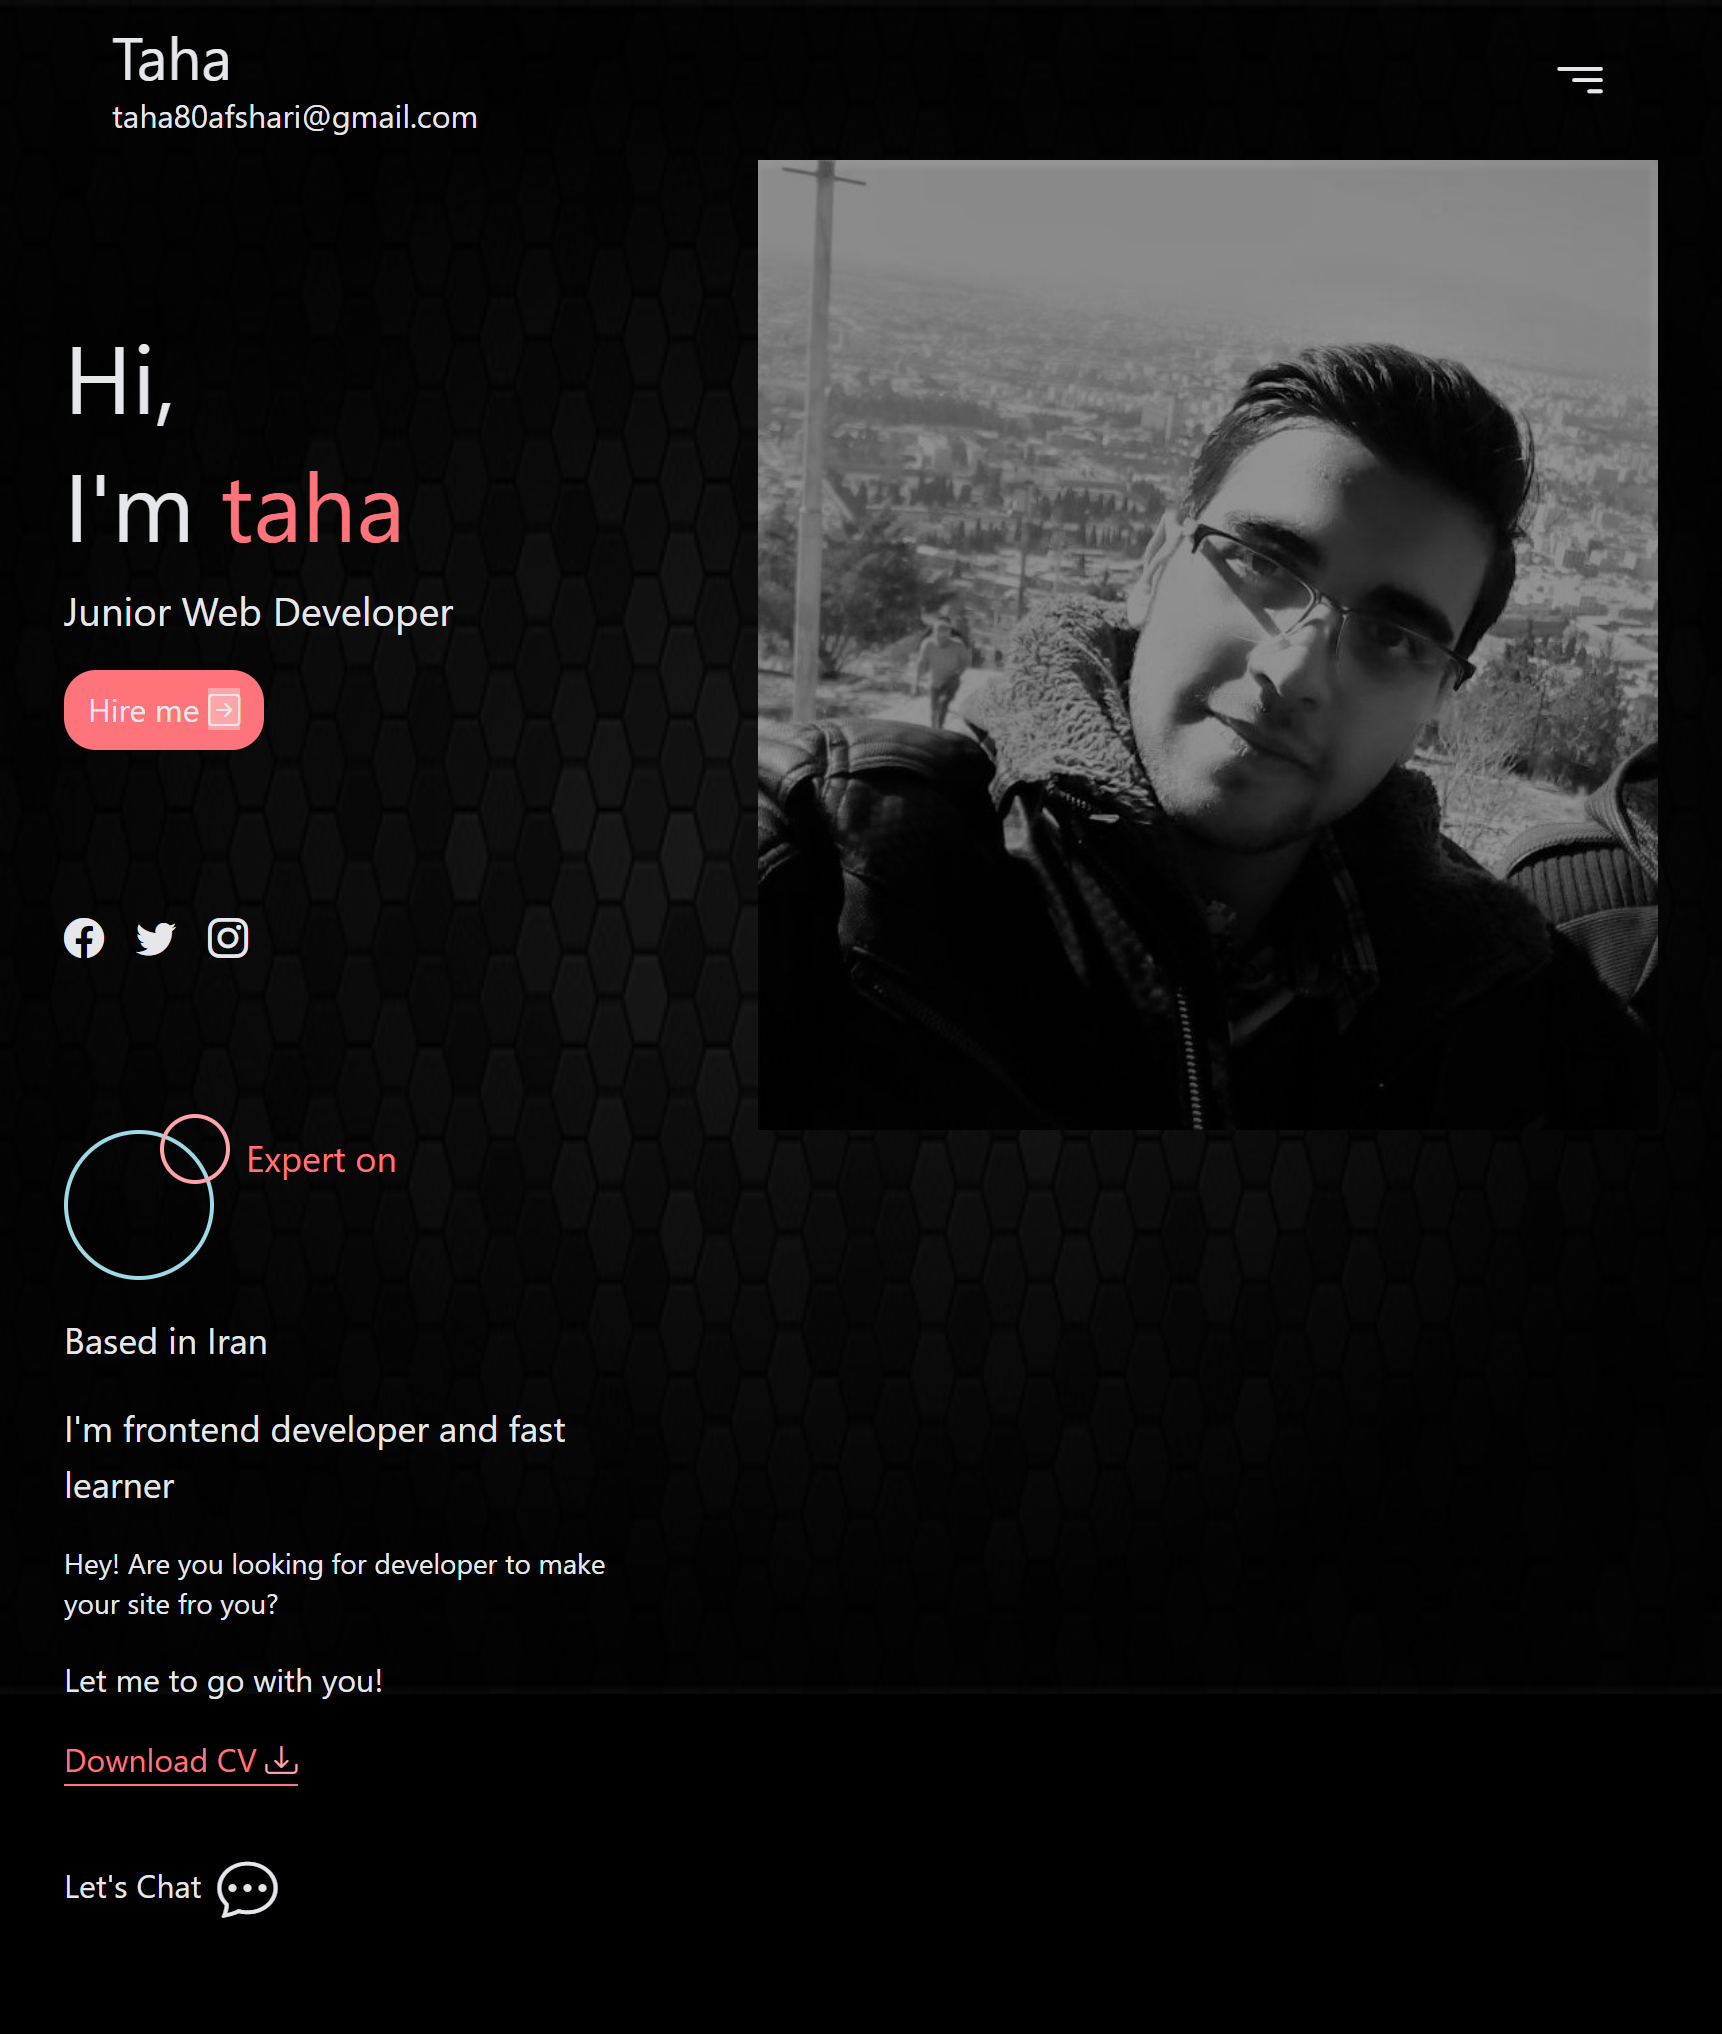 Taha
taha80afshari@gmail.com
Hi,
I'm taha
Junior Web Developer
Hire me
Expert on
Based in Iran
I'm frontend developer and fast
learner
Hey! Are you looking for developer to make
your site fro you?
Let me to go with you!
Download CV
Let's Chat